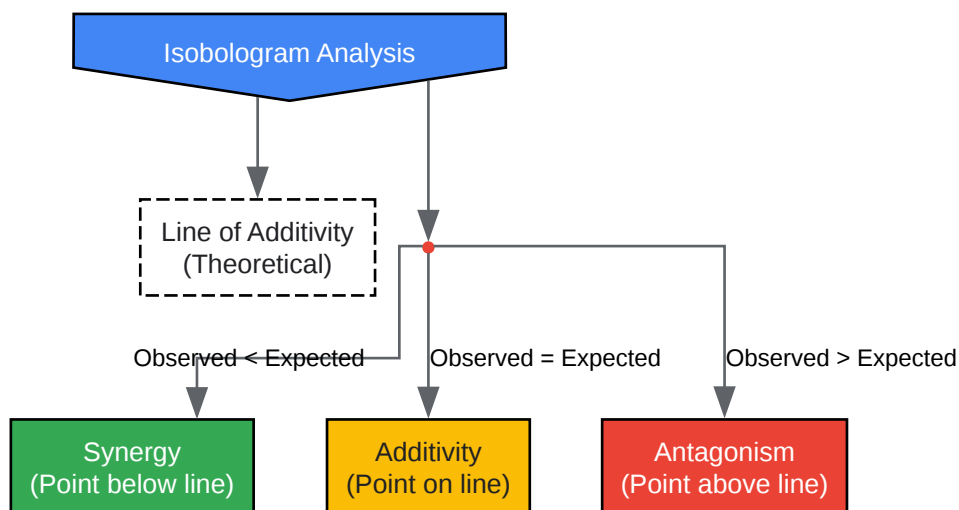 Isobologram Analysis
Line of Additivity
(Theoretical)
Observed < Expected
Observed = Expected
Observed > Expected
Synergy
(Point below line)
Additivity
(Point on line)
Antagonism
(Point above line)